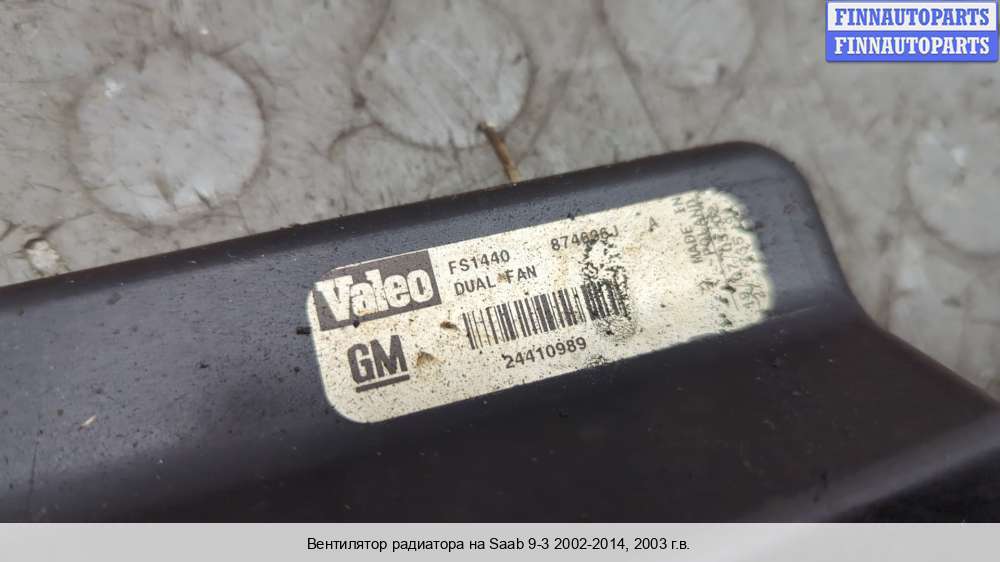 FINNAUTOPARTS
FINNAUTOPARTS
Valeo
FS1440
DUAL FAN
GM
24410989
A
MADE IN
Вентилятор радиатора на Saab 9-3 2002-2014, 2003 г.в.